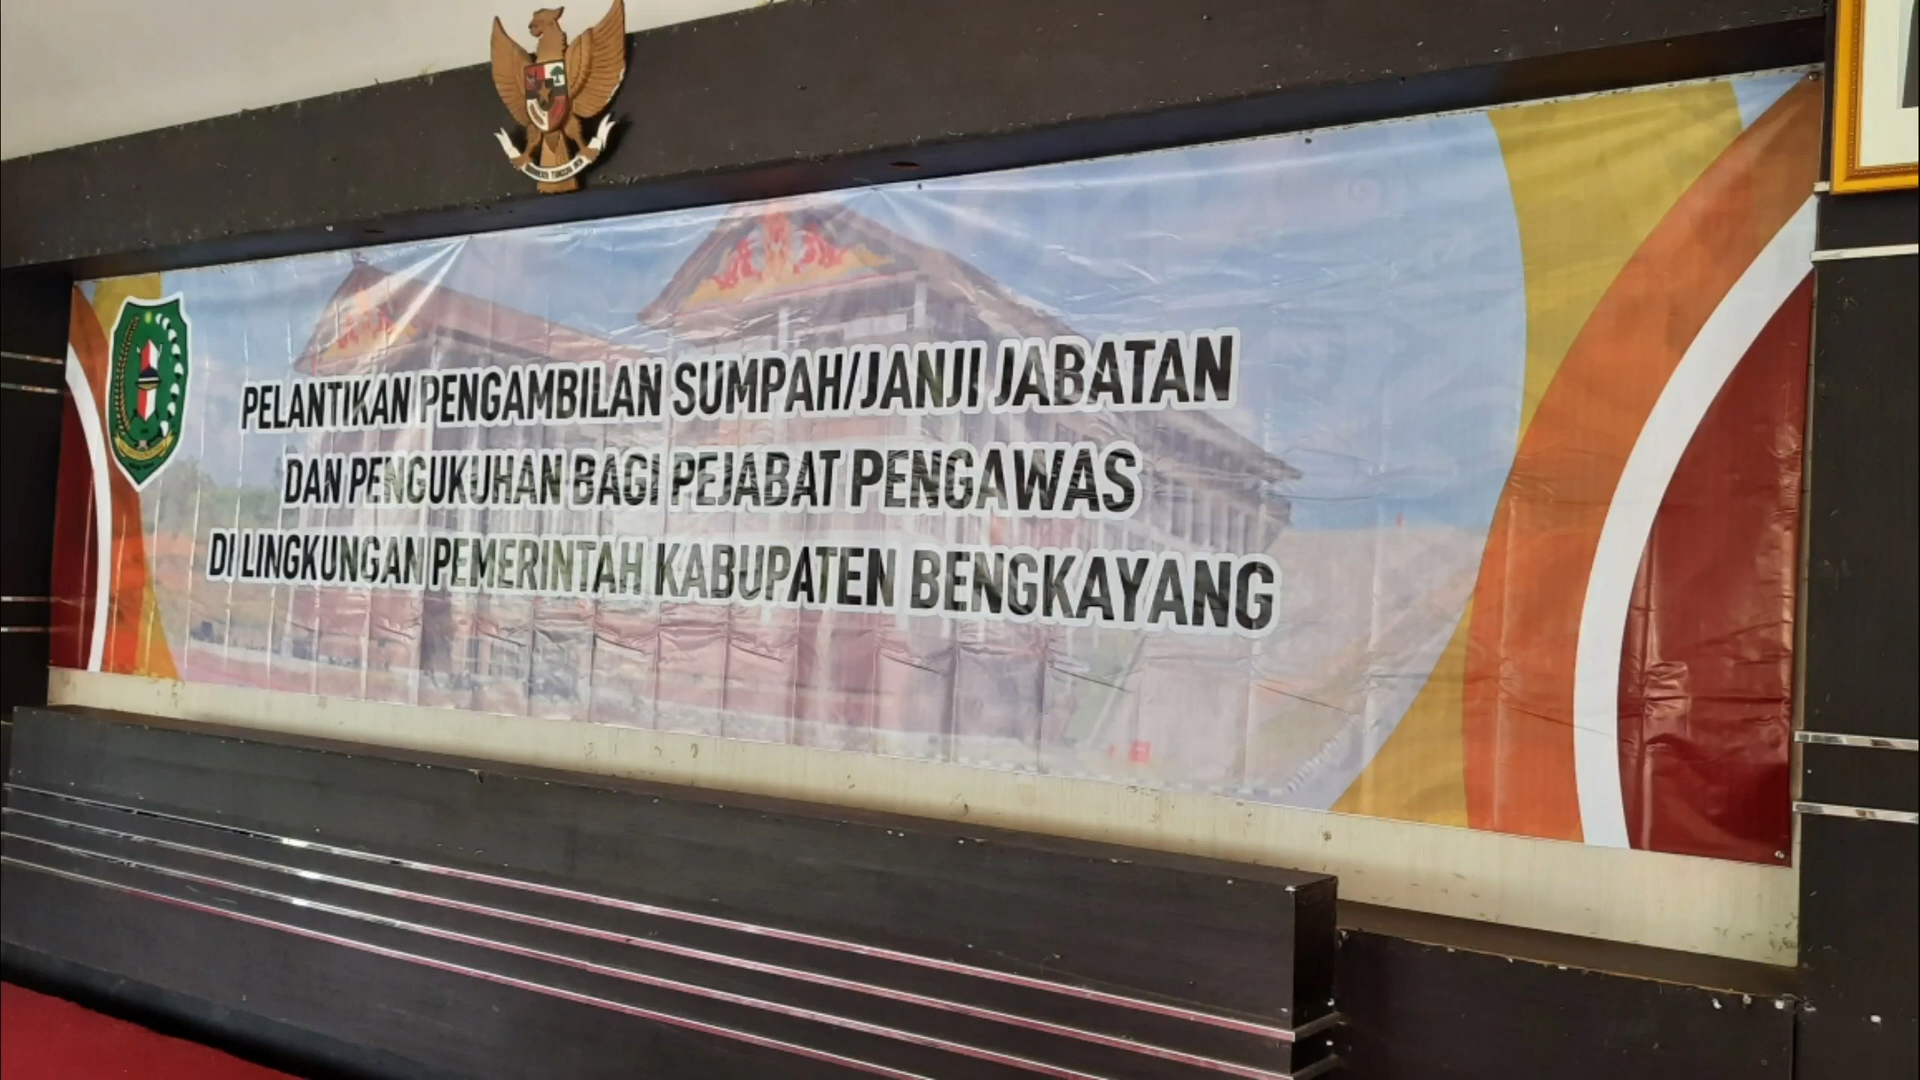 PELANTIKAN PENGAMBILAN SUMPAH/JANJI JABATAN
DAN PENGUKUHAN BAGI PEJABAT PENGAWAS
DI LINGKUNGAN PEMERINTAH KABUPATEN BENGKAYANG